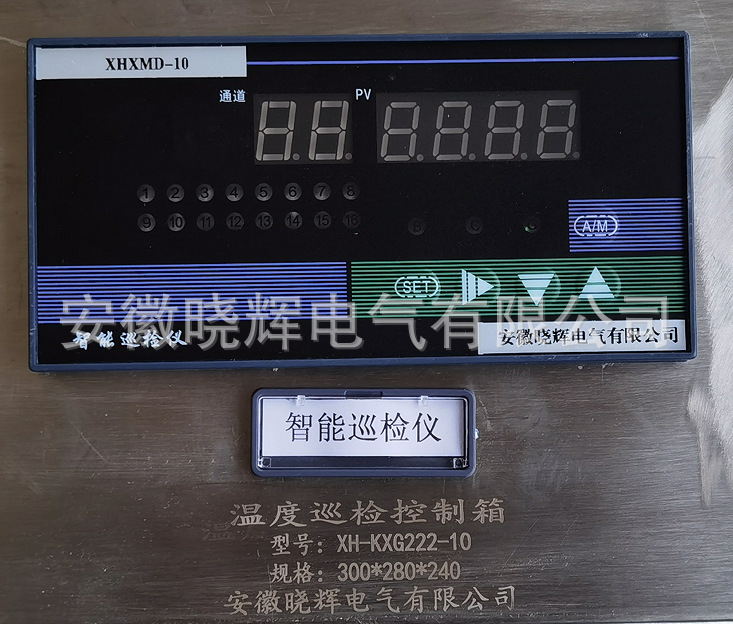 XHXMD-10
通道
PV
1 2 3 4 5 6 7 8
9 10 11 12 13 14 15 16
A/M
SET
安徽晓辉电气有限公司
智能巡检仪
安徽晓辉电气有限公司
智能巡检仪
温度巡检控制箱
型号：XH-KXG222-10
规格：300*280*240
安徽晓辉电气有限公司